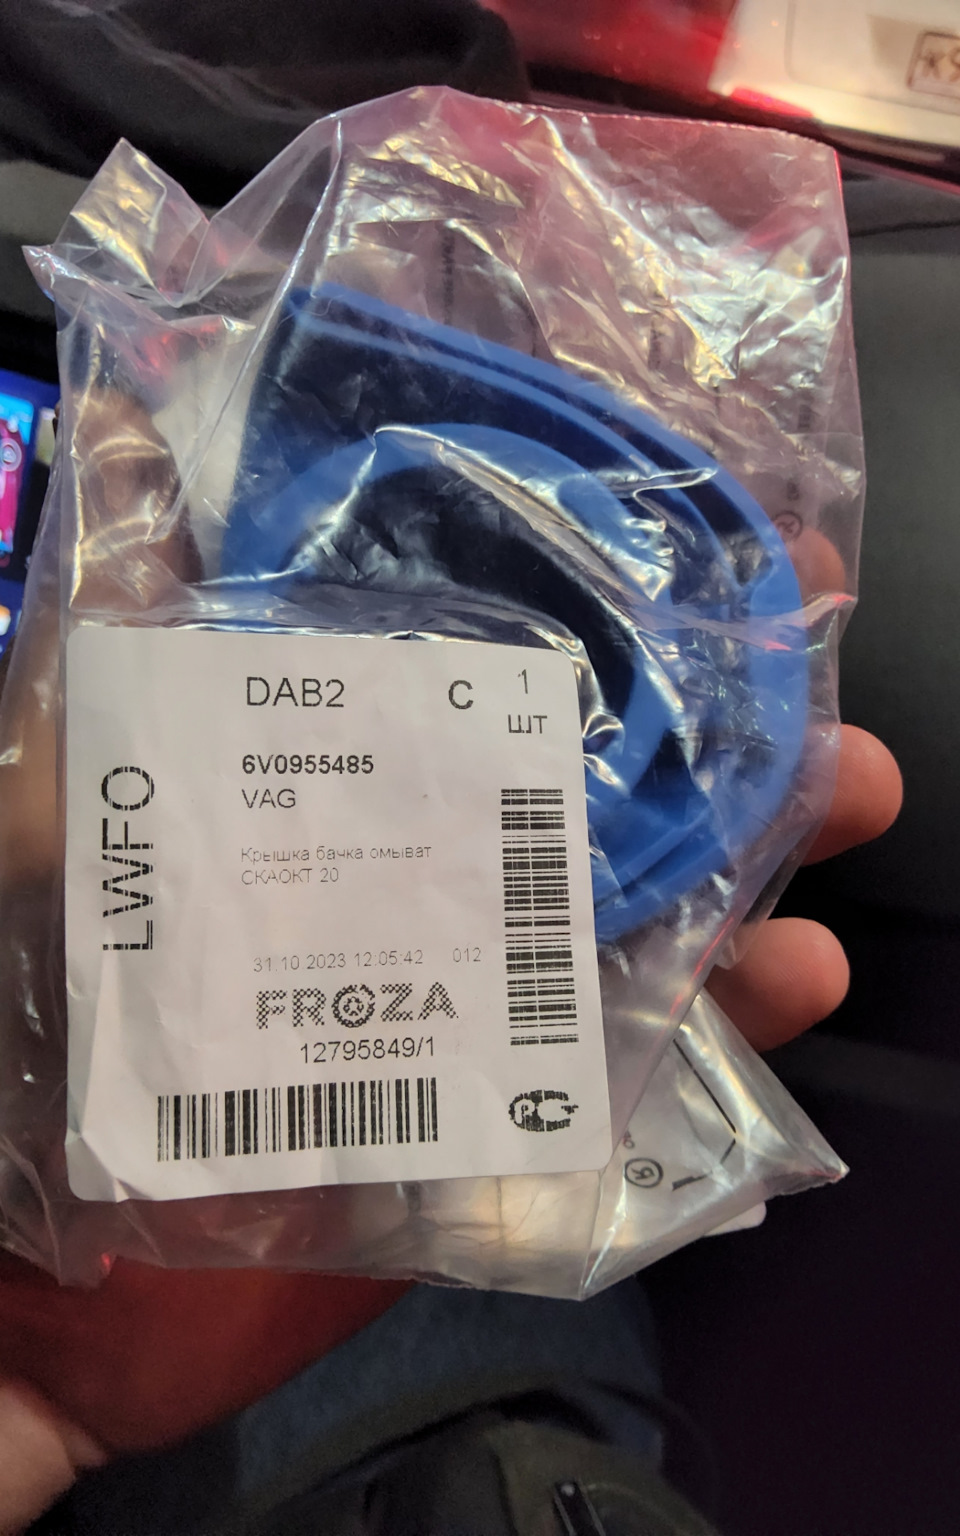 DAB2
C
1
ШТ
LWFO
6V0955485
VAG
Крышка бачка омыват
СКАОКТ 20
31.10 2023 12:05:42 012
FROZA
12795849/1
РС